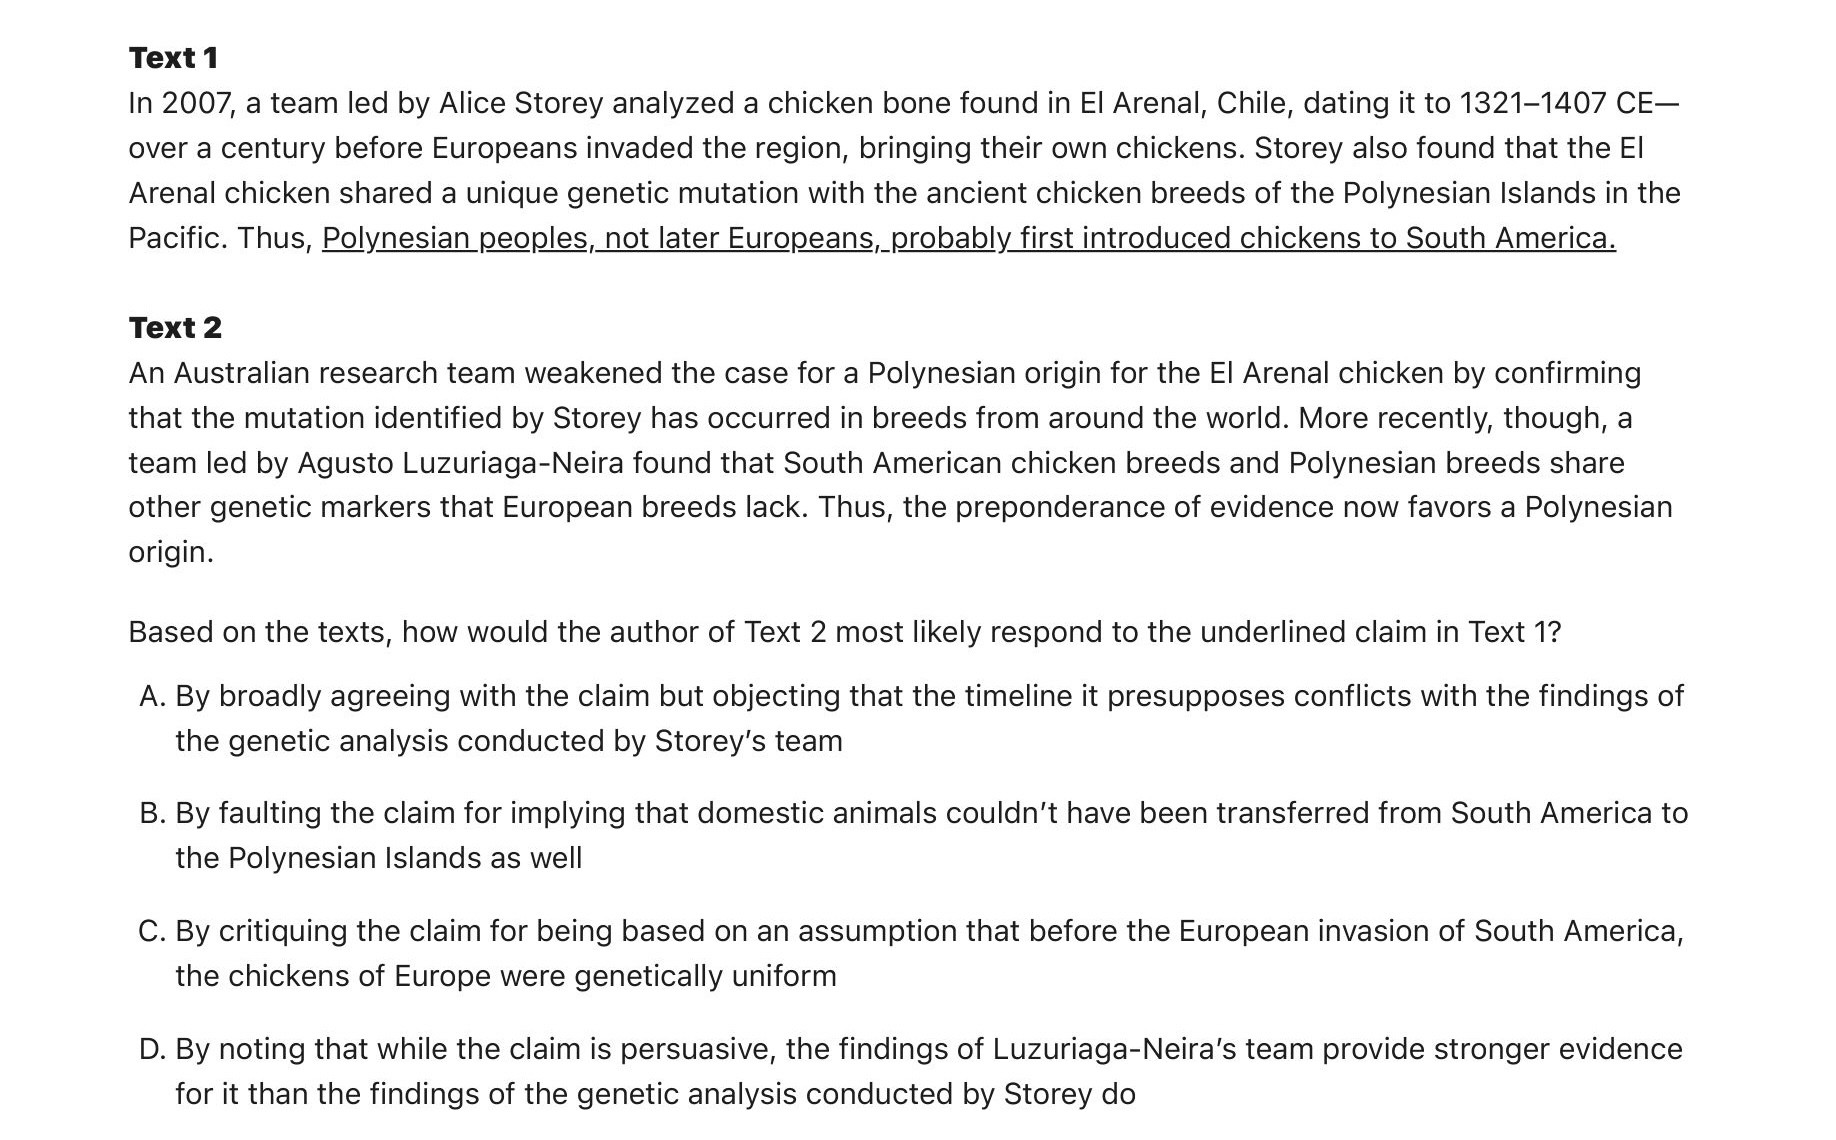 Text 1
In 2007, a team led by Alice Storey analyzed a chicken bone found in El Arenal, Chile, dating it to 1321–1407 CE—
over a century before Europeans invaded the region, bringing their own chickens. Storey also found that the El
Arenal chicken shared a unique genetic mutation with the ancient chicken breeds of the Polynesian Islands in the
Pacific. Thus, Polynesian peoples, not later Europeans, probably first introduced chickens to South America.
Text 2
An Australian research team weakened the case for a Polynesian origin for the El Arenal chicken by confirming
that the mutation identified by Storey has occurred in breeds from around the world. More recently, though, a
team led by Agusto Luzuriaga-Neira found that South American chicken breeds and Polynesian breeds share
other genetic markers that European breeds lack. Thus, the preponderance of evidence now favors a Polynesian
origin.
Based on the texts, how would the author of Text 2 most likely respond to the underlined claim in Text 1?
A. By broadly agreeing with the claim but objecting that the timeline it presupposes conflicts with the findings of
the genetic analysis conducted by Storey’s team
B. By faulting the claim for implying that domestic animals couldn’t have been transferred from South America to
the Polynesian Islands as well
C. By critiquing the claim for being based on an assumption that before the European invasion of South America,
the chickens of Europe were genetically uniform
D. By noting that while the claim is persuasive, the findings of Luzuriaga-Neira’s team provide stronger evidence
for it than the findings of the genetic analysis conducted by Storey do